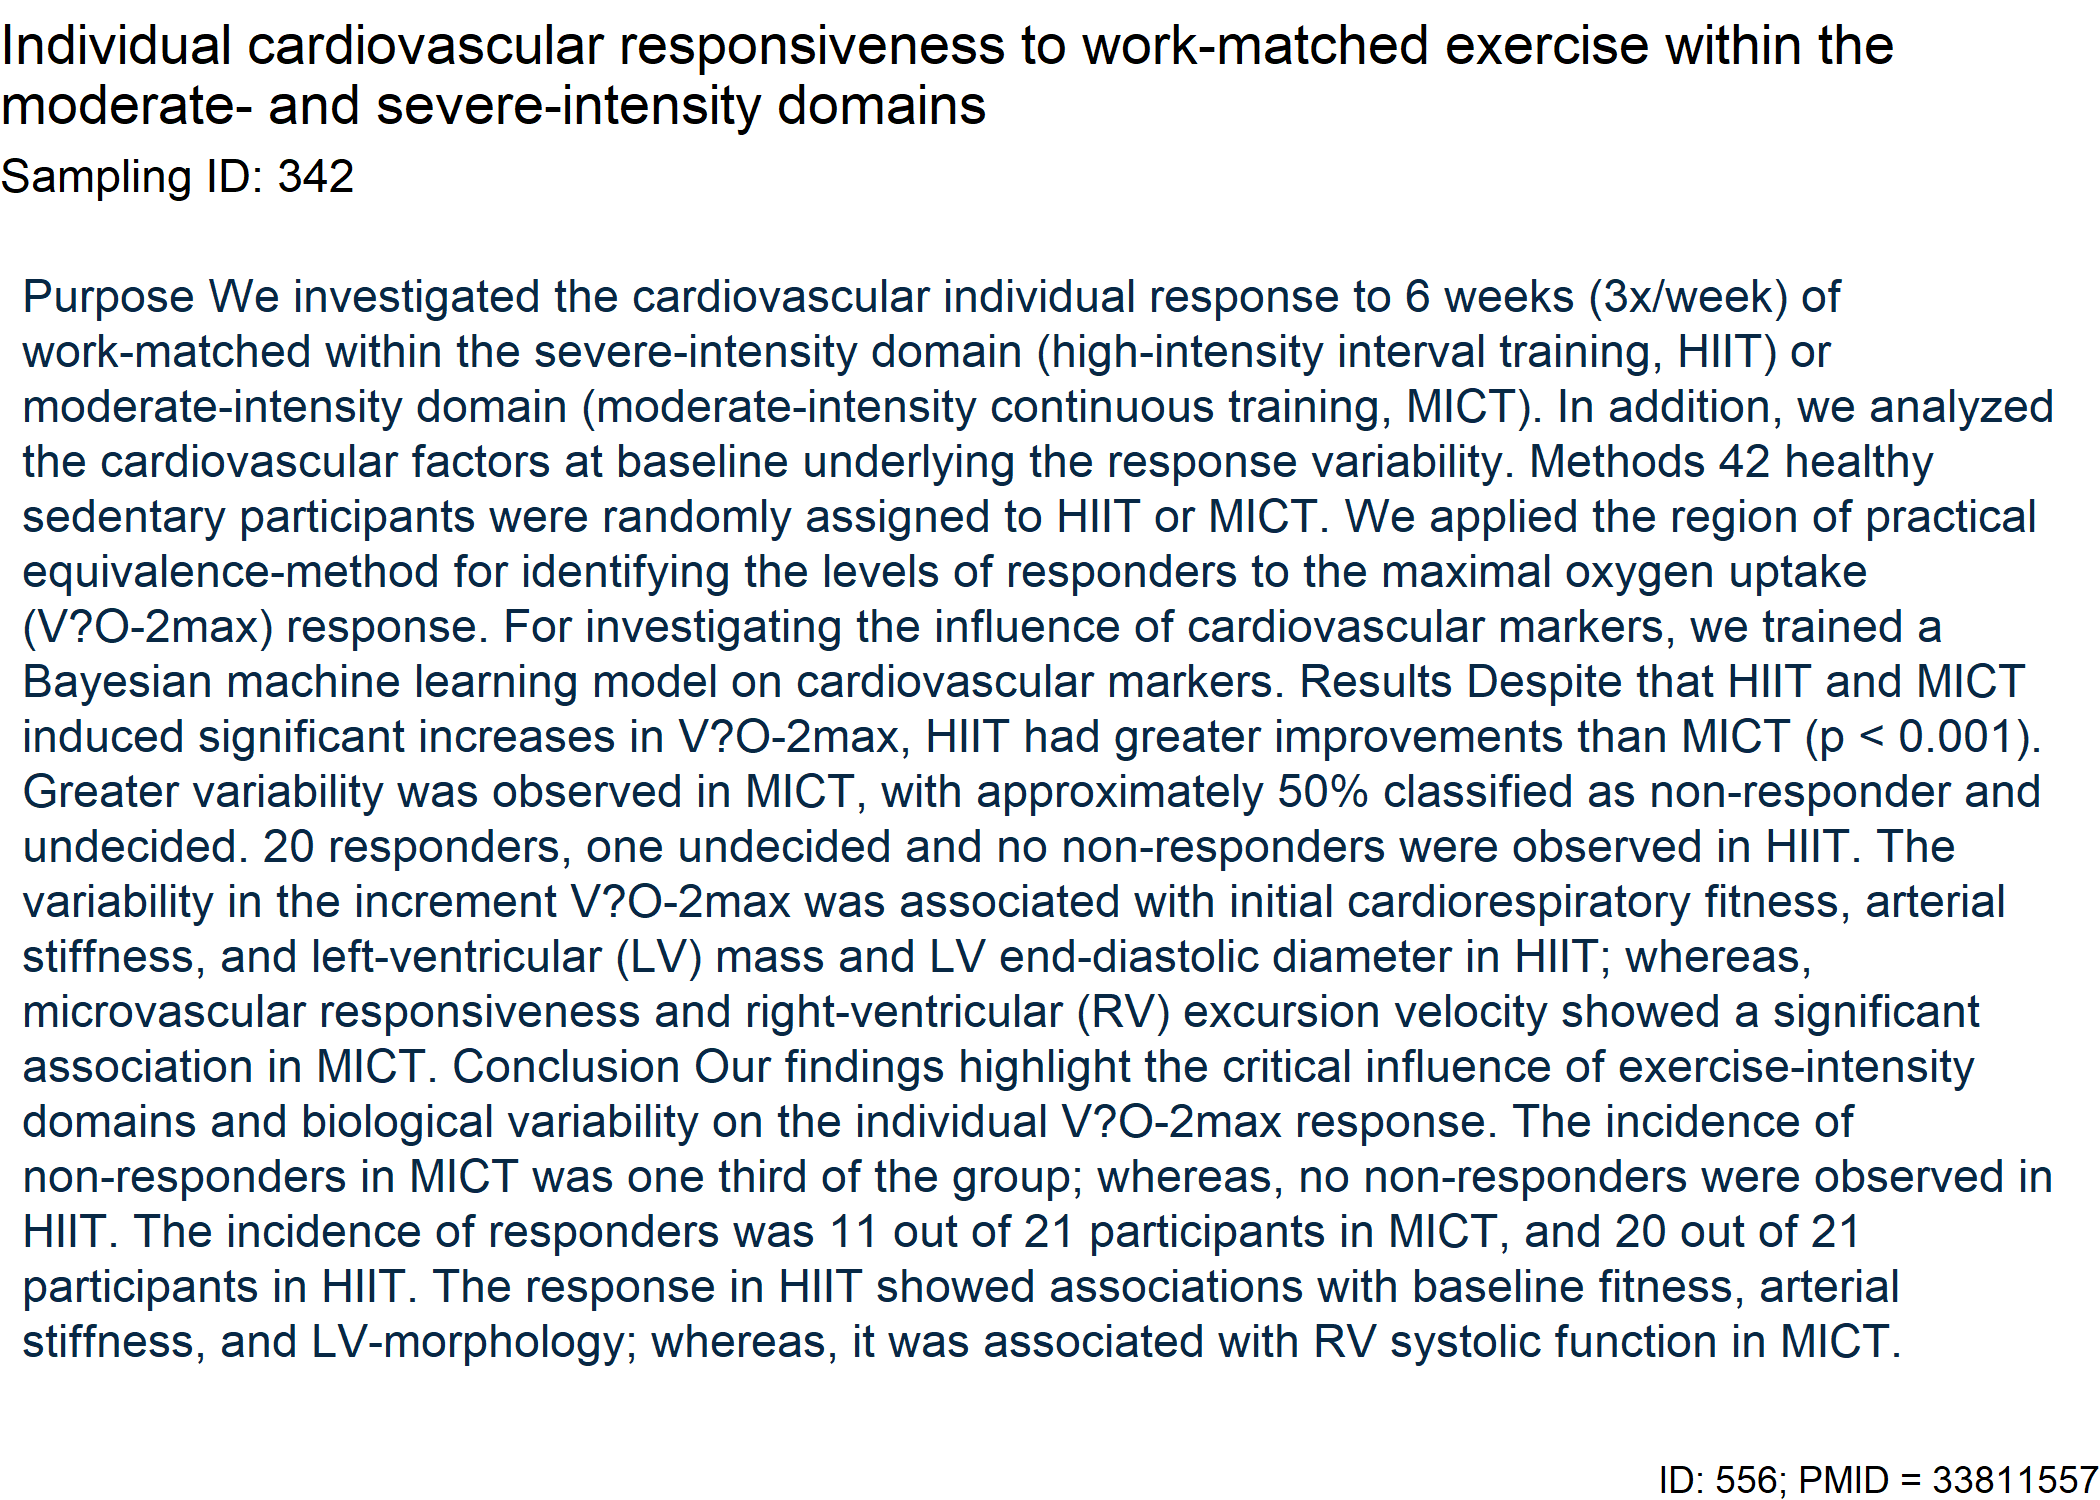 Individual cardiovascular responsiveness to work-matched exercise within the
moderate- and severe-intensity domains
Sampling ID: 342
Purpose We investigated the cardiovascular individual response to 6 weeks (3x/week) of
work-matched within the severe-intensity domain (high-intensity interval training, HIIT) or
moderate-intensity domain (moderate-intensity continuous training, MICT). In addition, we analyzed
the cardiovascular factors at baseline underlying the response variability. Methods 42 healthy
sedentary participants were randomly assigned to HIIT or MICT. We applied the region of practical
equivalence-method for identifying the levels of responders to the maximal oxygen uptake
(V?O-2max) response. For investigating the influence of cardiovascular markers, we trained a
Bayesian machine learning model on cardiovascular markers. Results Despite that HIIT and MICT
induced significant increases in V?O-2max, HIIT had greater improvements than MICT (p < 0.001).
Greater variability was observed in MICT, with approximately 50% classified as non-responder and
undecided. 20 responders, one undecided and no non-responders were observed in HIIT. The
variability in the increment V?O-2max was associated with initial cardiorespiratory fitness, arterial
stiffness, and left-ventricular (LV) mass and LV end-diastolic diameter in HIIT; whereas,
microvascular responsiveness and right-ventricular (RV) excursion velocity showed a significant
association in MICT. Conclusion Our findings highlight the critical influence of exercise-intensity
domains and biological variability on the individual V?O-2max response. The incidence of
non-responders in MICT was one third of the group; whereas, no non-responders were observed in
HIIT. The incidence of responders was 11 out of 21 participants in MICT, and 20 out of 21
participants in HIIT. The response in HIIT showed associations with baseline fitness, arterial
stiffness, and LV-morphology; whereas, it was associated with RV systolic function in MICT.
ID: 556; PMID = 33811557